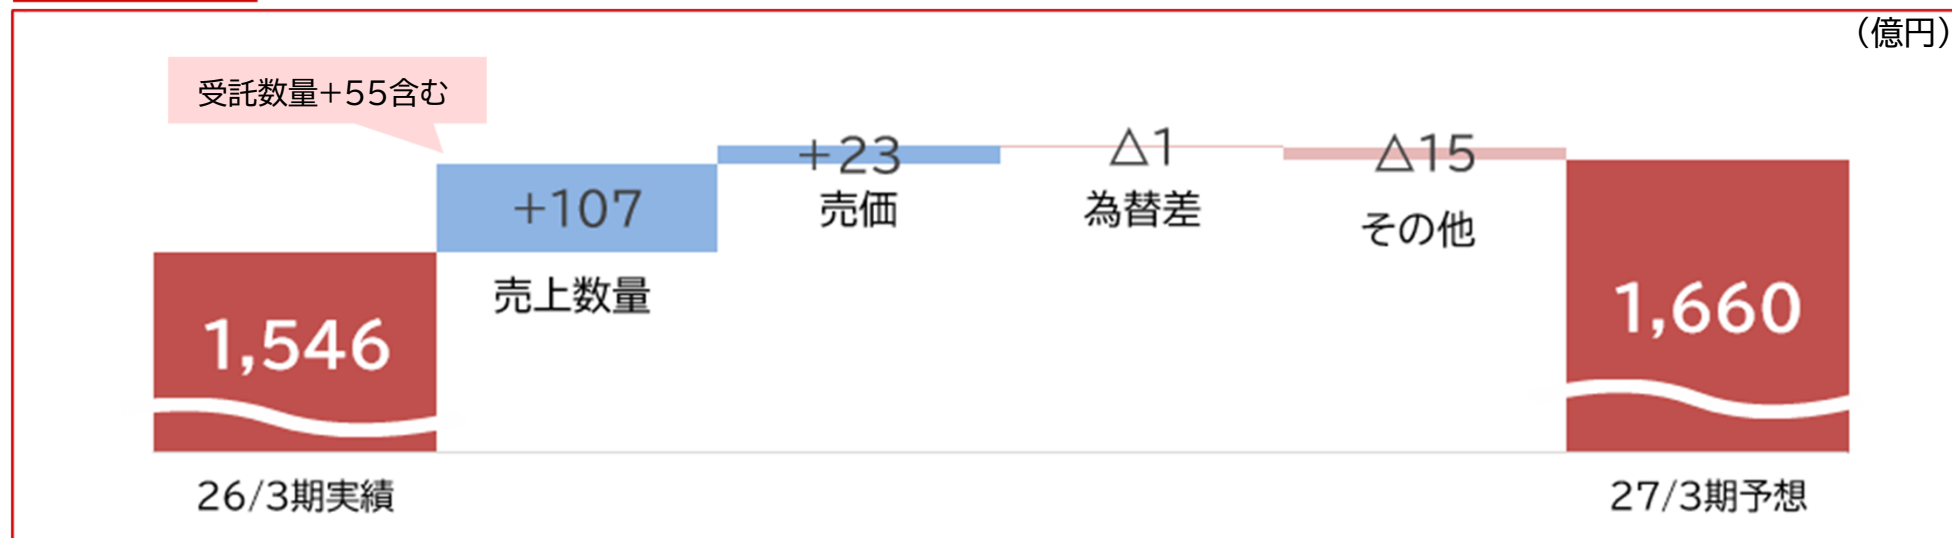 （億円）
受託数量+55含む
+107
売上数量
+23
売価
△1
為替差
△15
その他
1,546
1,660
26/3期実績
27/3期予想